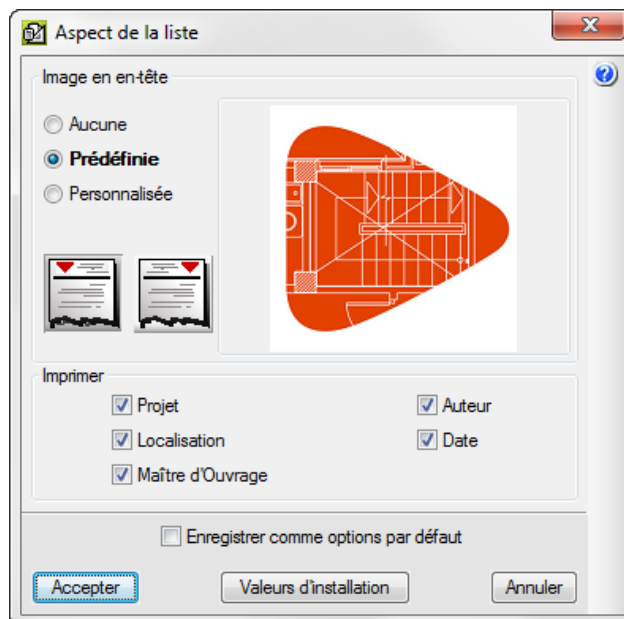 Aspect de la liste
Image en en-tête
Aucune
Prédéfinie
Personnalisée
Imprimer
Projet
Auteur
Localisation
Date
Maître d'Ouvrage
Enregistrer comme options par défaut
Accepter
Valeurs d'installation
Annuler